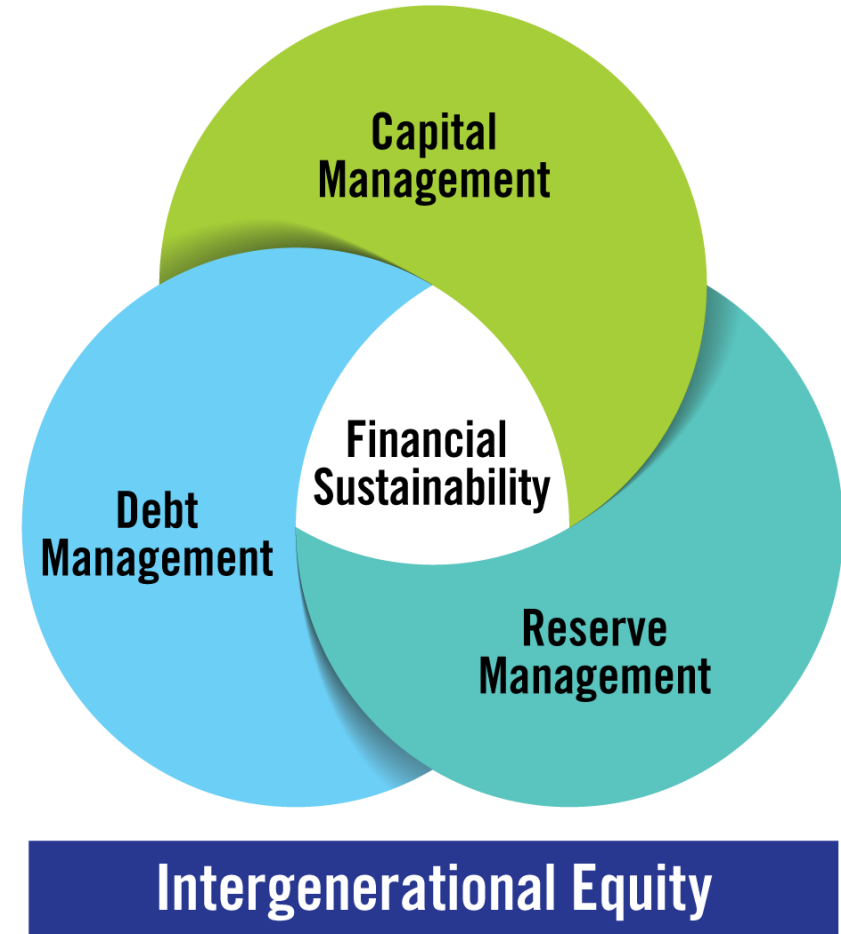 Capital
Management
Financial
Sustainability
Debt
Management
Reserve
Management
Intergenerational Equity